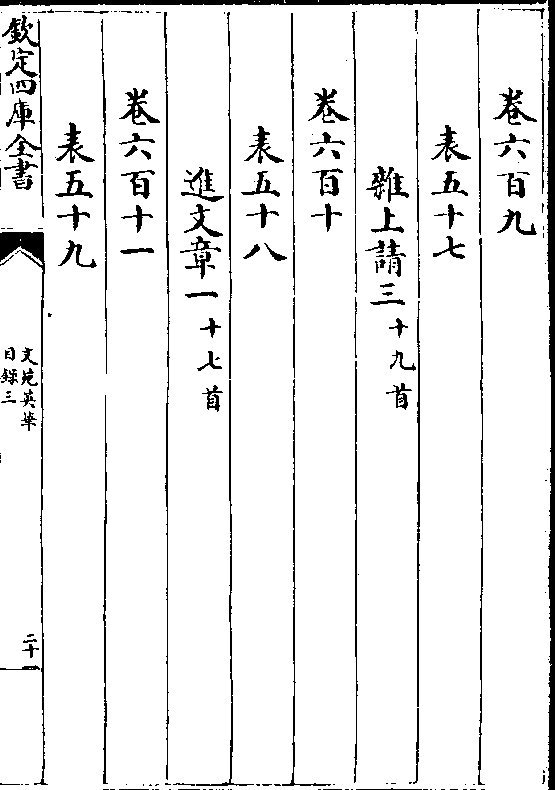 卷六百九
表五十七
雜上請三十九首
卷六百十
表五十八
進文章一十七首
卷六百十一
表五十九
欽定四庫全書
文苑英華
目錄三
二十一